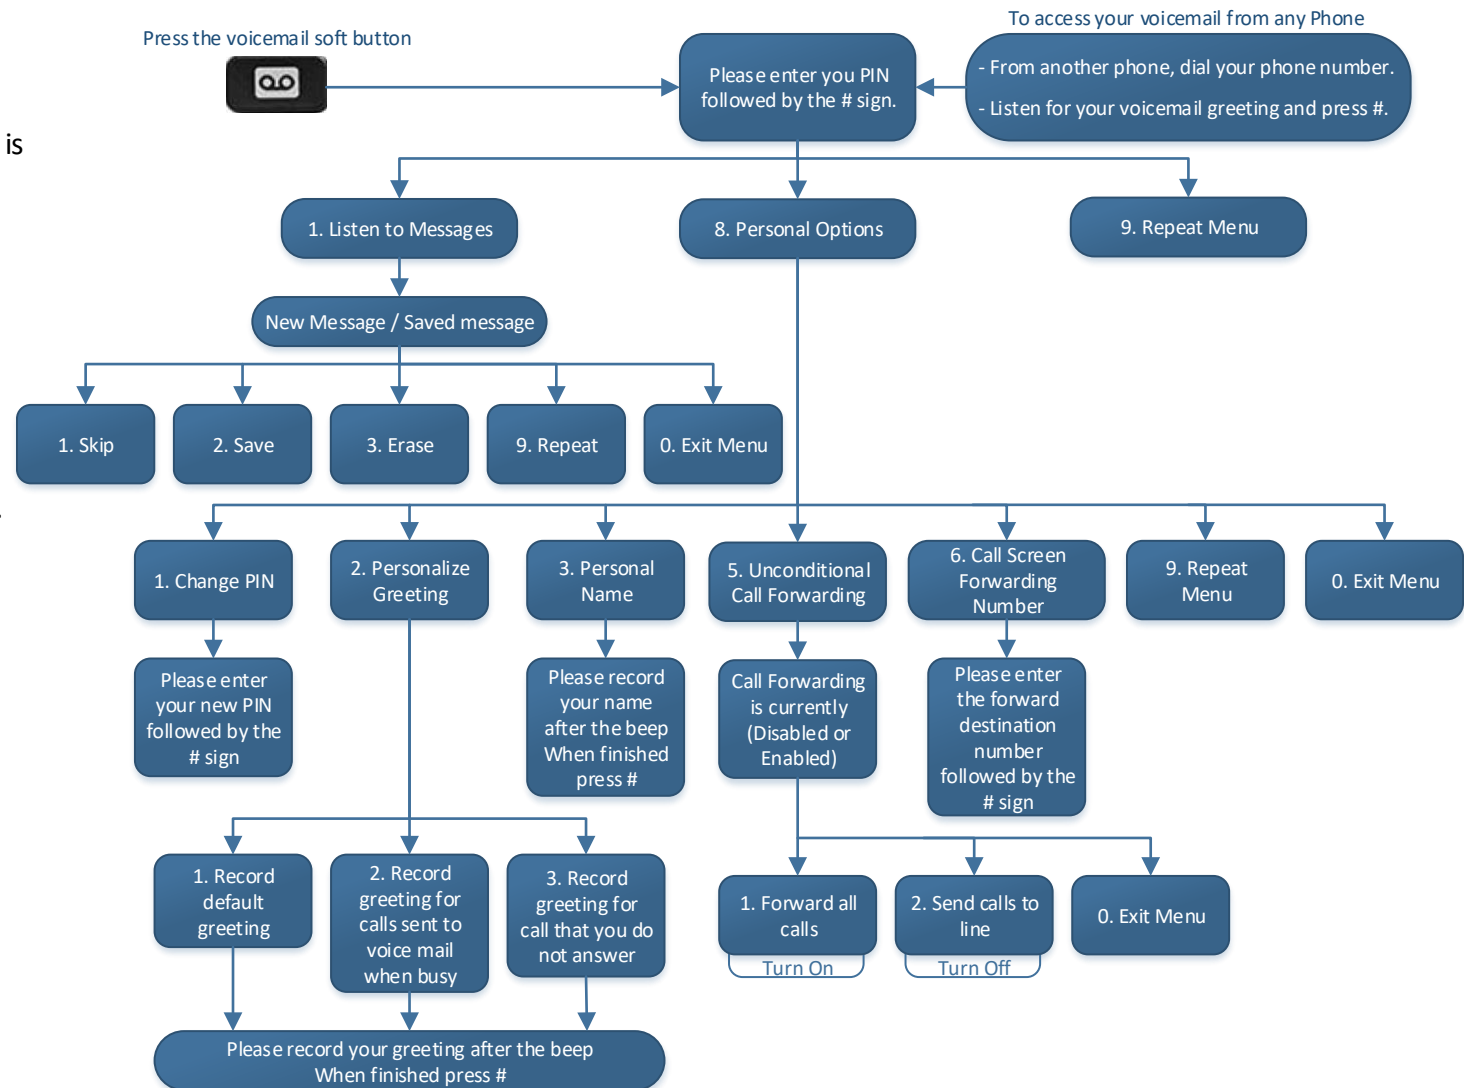 To access your voicemail from any Phone
Press the voicemail soft button
Please enter you PIN
followed by the # sign.
- From another phone, dial your phone number.
- Listen for your voicemail greeting and press #.
is
1. Listen to Messages
8. Personal Options
9. Repeat Menu
New Message / Saved message
1. Skip
2. Save
3. Erase
9. Repeat
0. Exit Menu
.
1. Change PIN
2. Personalize
Greeting
3. Personal
Name
5. Unconditional
Call Forwarding
6. Call Screen
Forwarding
Number
9. Repeat
Menu
0. Exit Menu
Please enter
your new PIN
followed by the
# sign
Please record
your name
after the beep
When finished
press #
Call Forwarding
is currently
(Disabled or
Enabled)
Please enter
the forward
destination
number
followed by the
# sign
1. Record
default
greeting
2. Record
greeting for
calls sent to
voice mail
when busy
3. Record
greeting for
call that you do
not answer
1. Forward all
calls
Turn On
2. Send calls to
line
Turn Off
0. Exit Menu
Please record your greeting after the beep
When finished press #